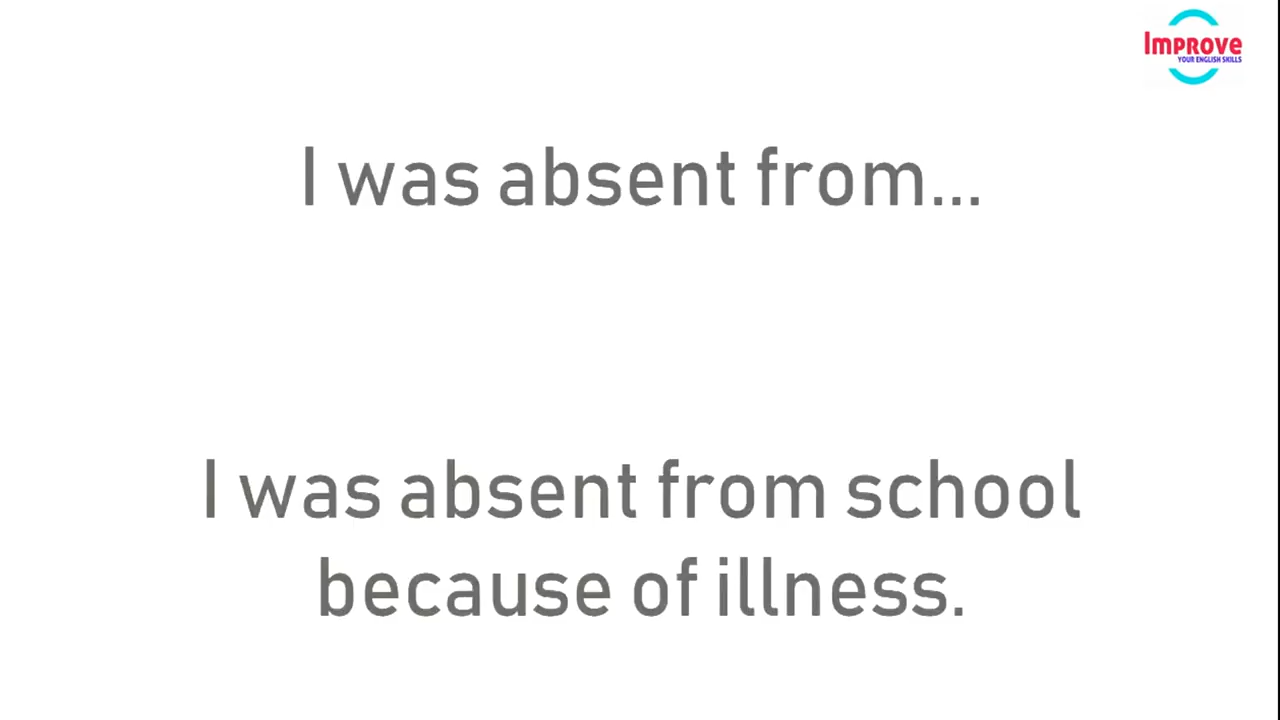 Improve
YOUR ENGLISH SKILLS
I was absent from...
I was absent from school
because of illness.